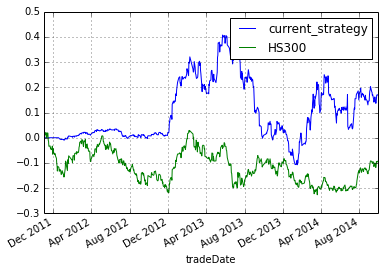 0.5
0.4
0.3
0.2
0.1
0.0
−0.1
−0.2
−0.3
current_strategy
HS300
Dec 2011
Apr 2012
Aug 2012
Dec 2012
Apr 2013
Aug 2013
Dec 2013
Apr 2014
Aug 2014
tradeDate